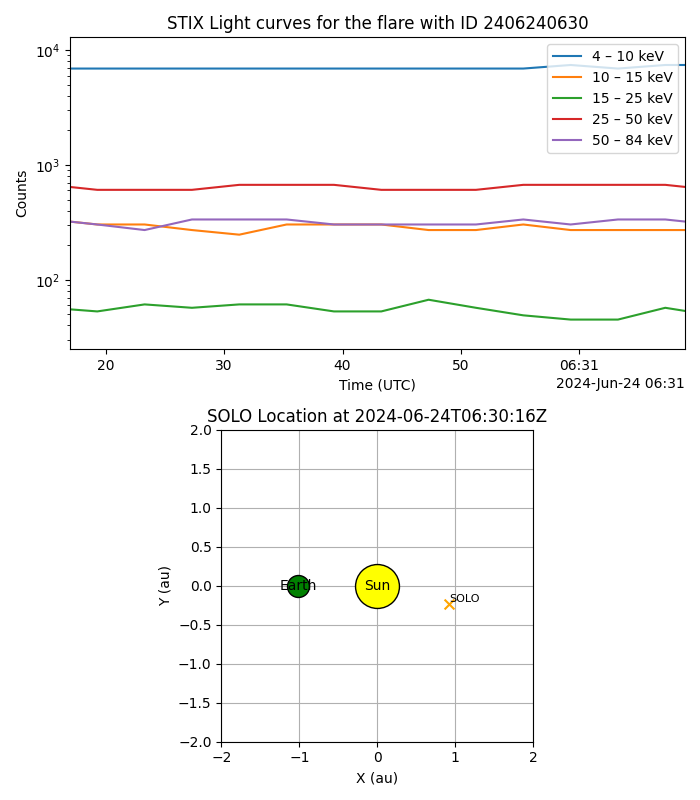 STIX Light curves for the flare with ID 2406240630
10⁴
10³
10²
Counts
4 – 10 keV
10 – 15 keV
15 – 25 keV
25 – 50 keV
50 – 84 keV
20 30 40 50 06:31
Time (UTC)
2024-Jun-24 06:31
SOLO Location at 2024-06-24T06:30:16Z
2.0
1.5
1.0
0.5
0.0
−0.5
−1.0
−1.5
−2.0
Y (au)
Earth
Sun
SOLO
−2 −1 0 1 2
X (au)